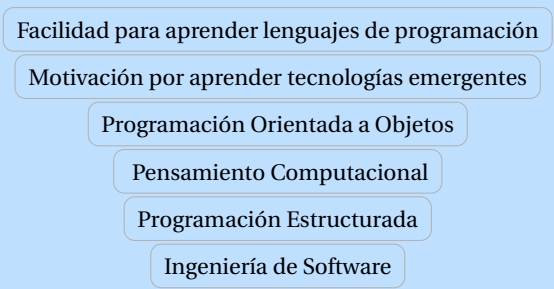 Facilidad para aprender lenguajes de programación
Motivación por aprender tecnologías emergentes
Programación Orientada a Objetos
Pensamiento Computacional
Programación Estructurada
Ingeniería de Software